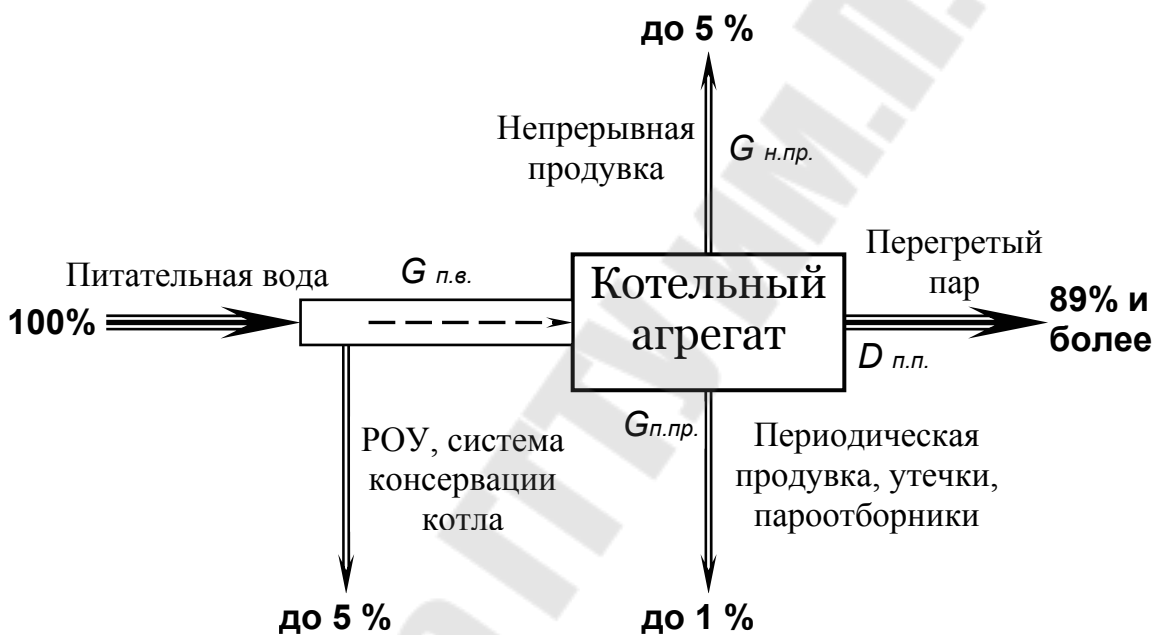 до 5 %
Непрерывная
продувка
G н.пр.
Питательная вода
G п.в.
100%
Котельный
агрегат
Перегретый
пар
89% и
более
D п.п.
РОУ, система
консервации
котла
Gп.пр.
Периодическая
продувка, утечки,
пароотборники
до 5 %
до 1 %